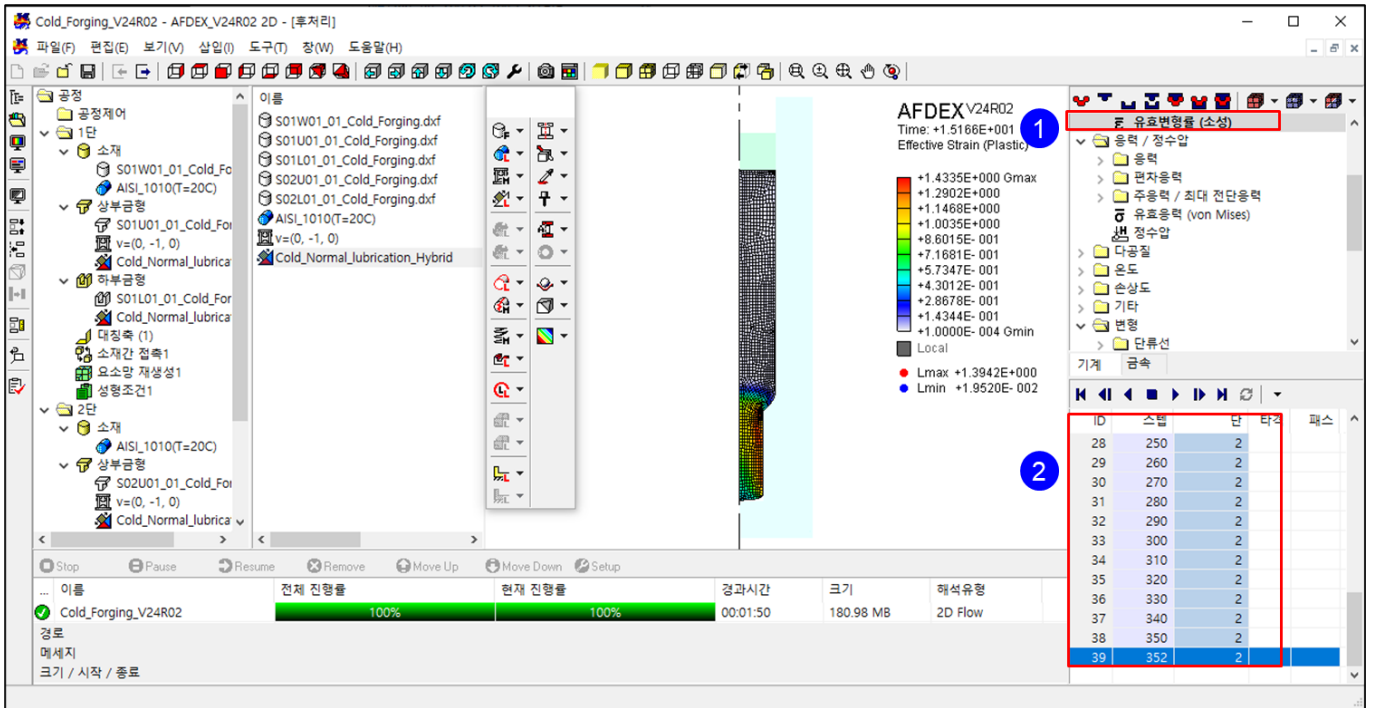 Cold_Forging_V24R02 - AFDEX_V24R02 2D - [후처리]
파일(F) 편집(E) 보기(V) 삽입(I) 도구(T) 창(W) 도움말(H)
공정
공정제어
1단
소재
S01W01_01_Cold_Fo
AISI_1010(T=20C)
상부금형
S01U01_01_Cold_For
v=(0, -1, 0)
Cold_Normal_lubrica
하부금형
S01L01_01_Cold_For
Cold_Normal_lubrica
대칭축 (1)
소재간 접촉1
요소망 재생성1
성형조건1
2단
소재
AISI_1010(T=20C)
상부금형
S02U01_01_Cold_For
v=(0, -1, 0)
Cold_Normal_lubrica
이름
S01W01_01_Cold_Forging.dxf
S01U01_01_Cold_Forging.dxf
S01L01_01_Cold_Forging.dxf
S02U01_01_Cold_Forging.dxf
S02L01_01_Cold_Forging.dxf
AISI_1010(T=20C)
v=(0, -1, 0)
Cold_Normal_lubrication_Hybrid
AFDEX V24R02
Time: +1.5166E+001
Effective Strain (Plastic)
+1.4335E+000 Gmax
+1.2902E+000
+1.1468E+000
+1.0035E+000
+8.6015E- 001
+7.1681E- 001
+5.7347E- 001
+4.3012E- 001
+2.8678E- 001
+1.4344E- 001
+1.0000E- 004 Gmin
Local
Lmax +1.3942E+000
Lmin +1.9520E- 002
1
유효변형률 (소성)
응력 / 정수압
응력
편차응력
주응력 / 최대 전단응력
유효응력 (von Mises)
정수압
다공질
온도
손상도
기타
변형
단류선
기계 금속
2
ID 스텝 단 타격 패스
28 250 2
29 260 2
30 270 2
31 280 2
32 290 2
33 300 2
34 310 2
35 320 2
36 330 2
37 340 2
38 350 2
39 352 2
Stop Pause Resume Remove Move Up Move Down Setup
... 이름 전체 진행률 현재 진행률 경과시간 크기 해석유형
Cold_Forging_V24R02 100% 100% 00:01:50 180.98 MB 2D Flow
경로
메세지
크기 / 시작 / 종료